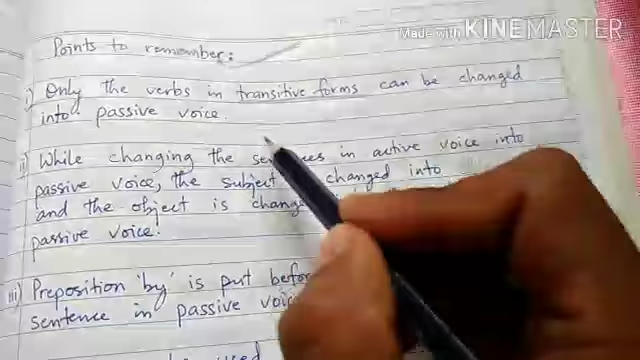 Made with KINEMASTER
Points to remember:
i) Only the verbs in transitive forms can be changed
into passive voice.
ii) While changing the in active voice into
passive voice, the subject changed into
and the object is
passive voice.
iii) Preposition 'by' is put
sentence in passive
used